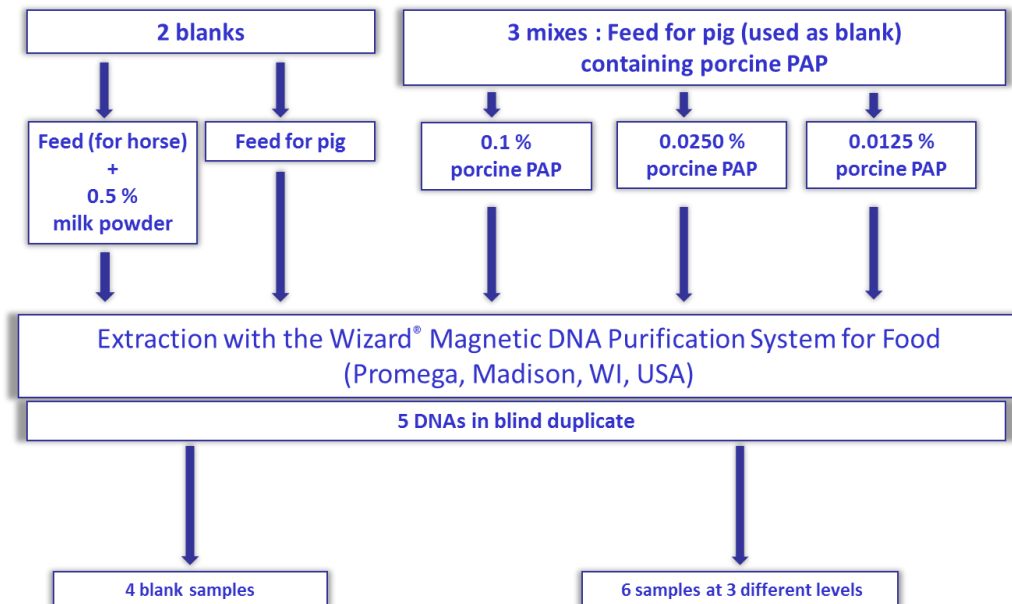 2 blanks
3 mixes : Feed for pig (used as blank)
containing porcine PAP
Feed (for horse)
+
0.5 %
milk powder
Feed for pig
0.1 %
porcine PAP
0.0250 %
porcine PAP
0.0125 %
porcine PAP
Extraction with the Wizard® Magnetic DNA Purification System for Food
(Promega, Madison, WI, USA)
5 DNAs in blind duplicate
4 blank samples
6 samples at 3 different levels